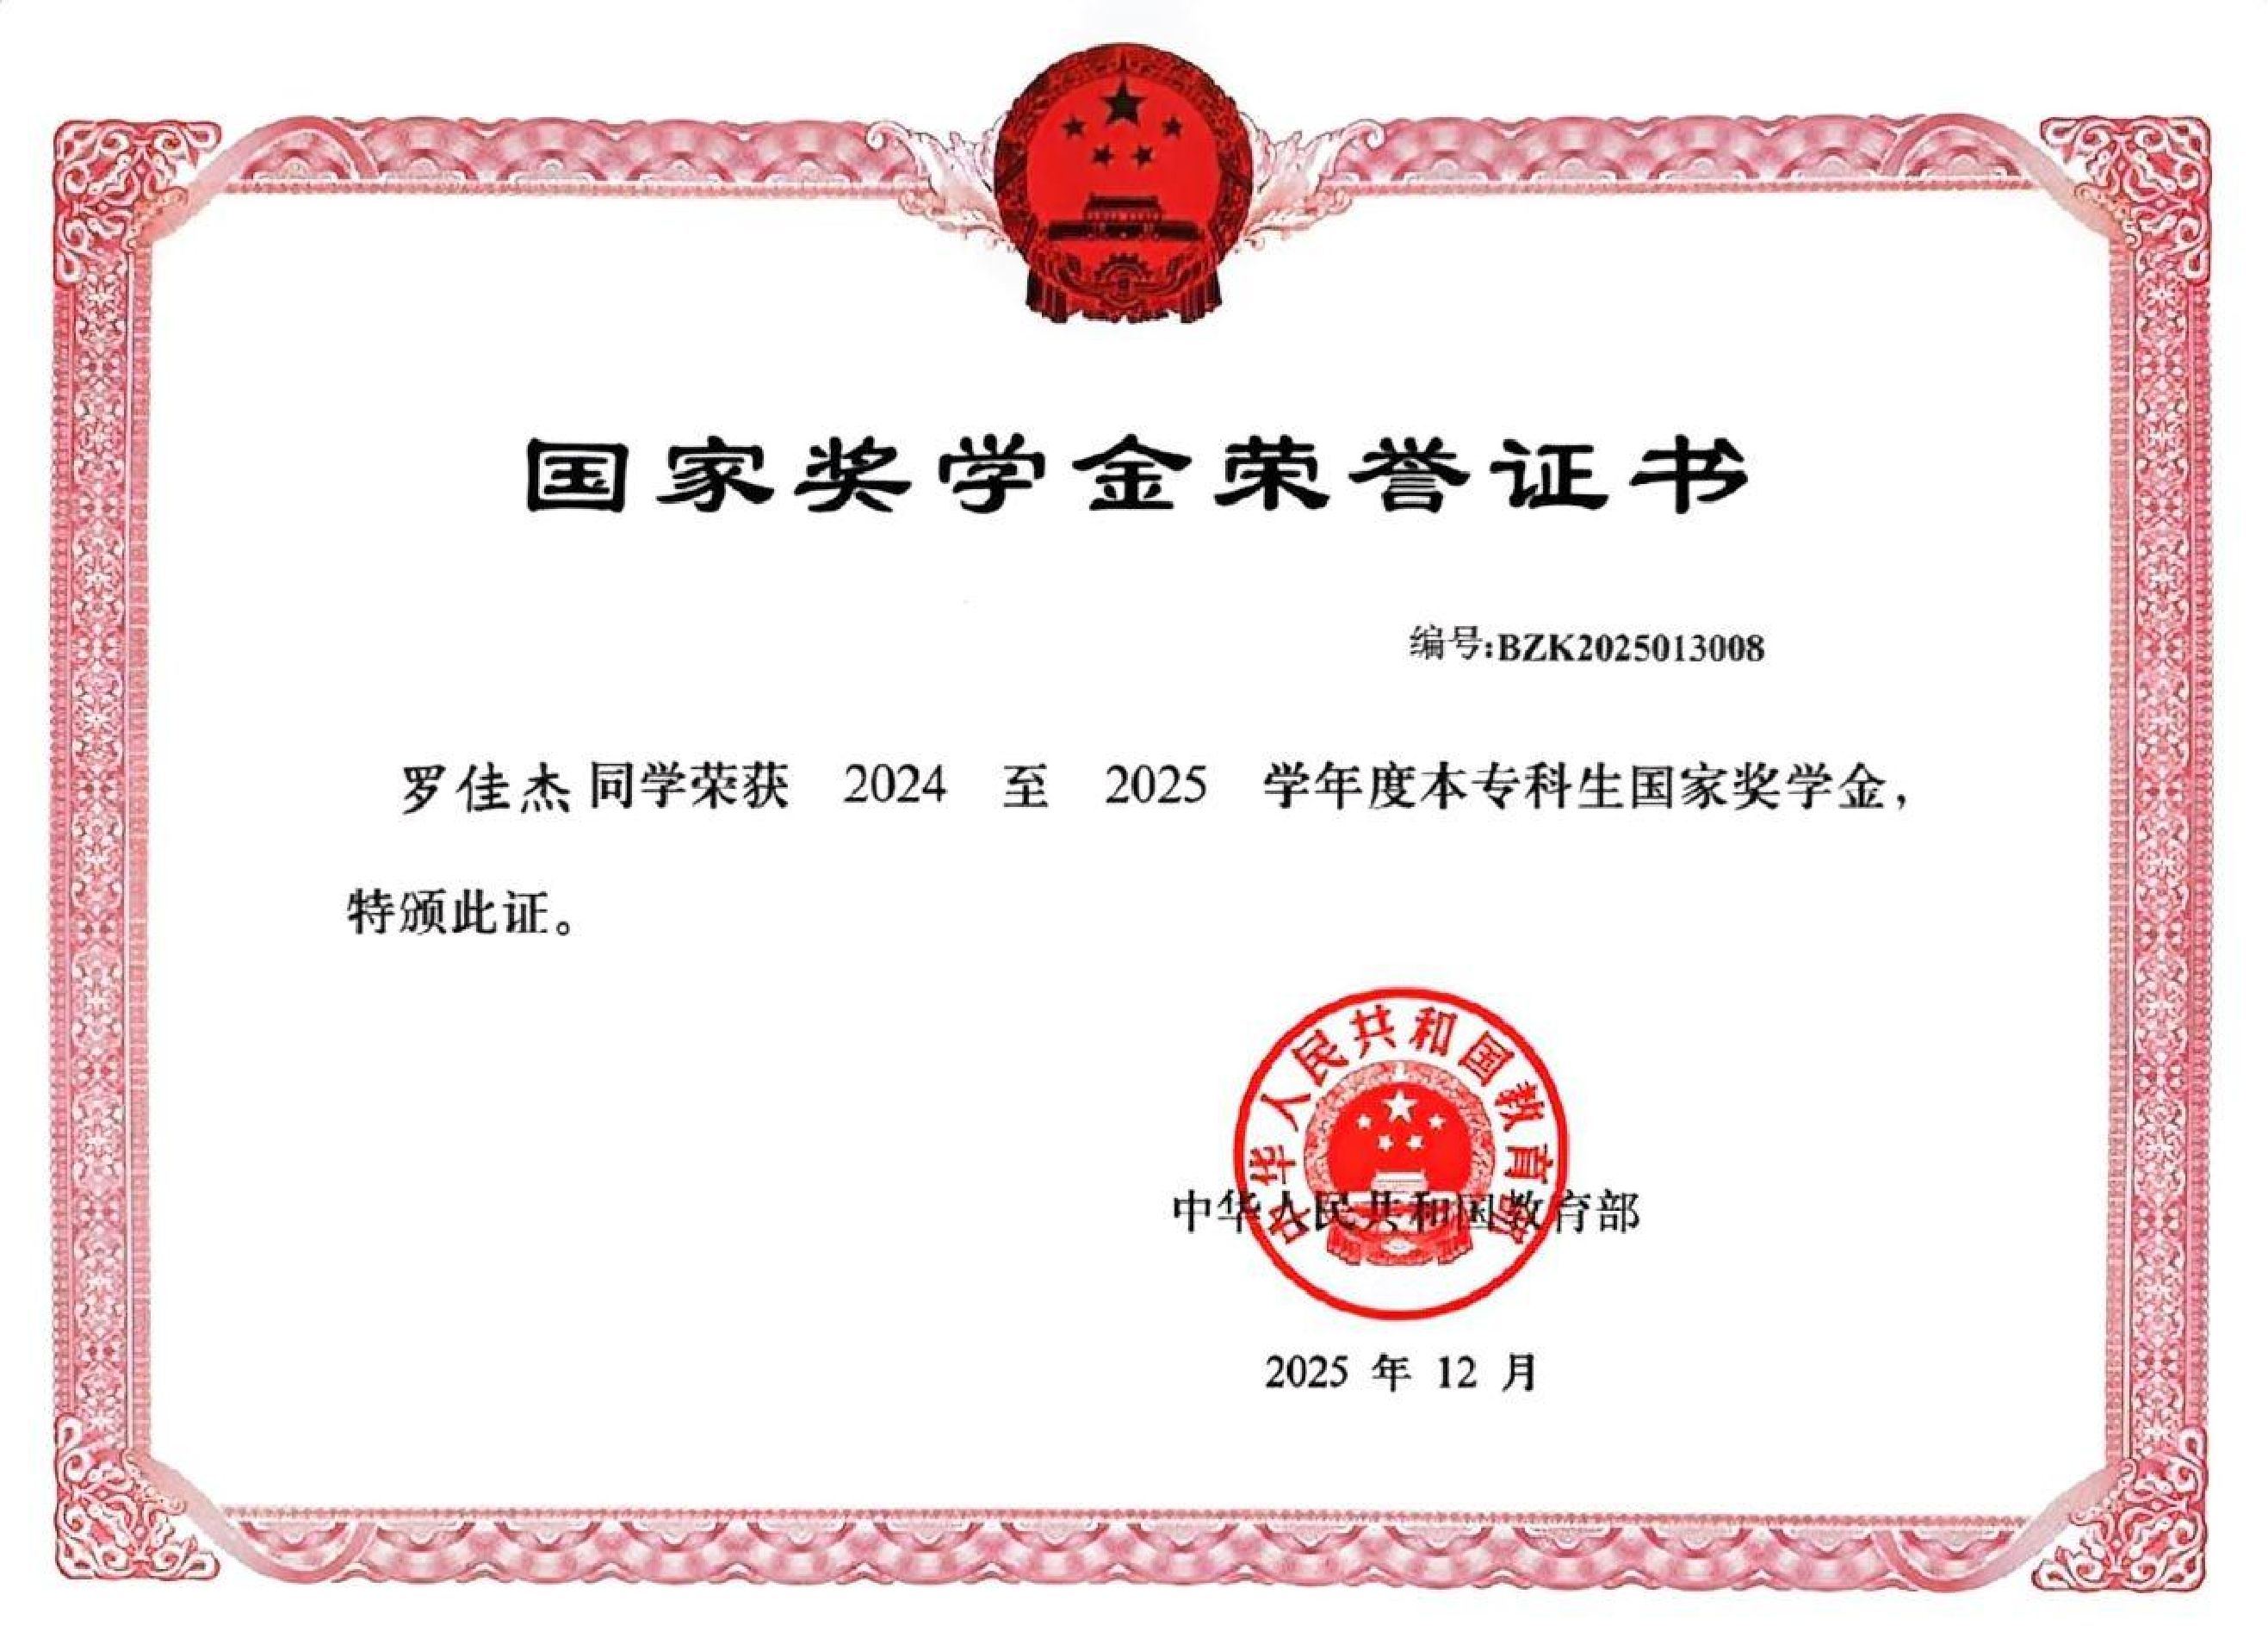 国家奖学金荣誉证书
编号:BZK2025013008
罗佳杰同学荣获 2024 至 2025 学年度本专科生国家奖学金，
特颁此证。
中华人民共和国教育部
中华人民共和国教育部
2025 年 12 月